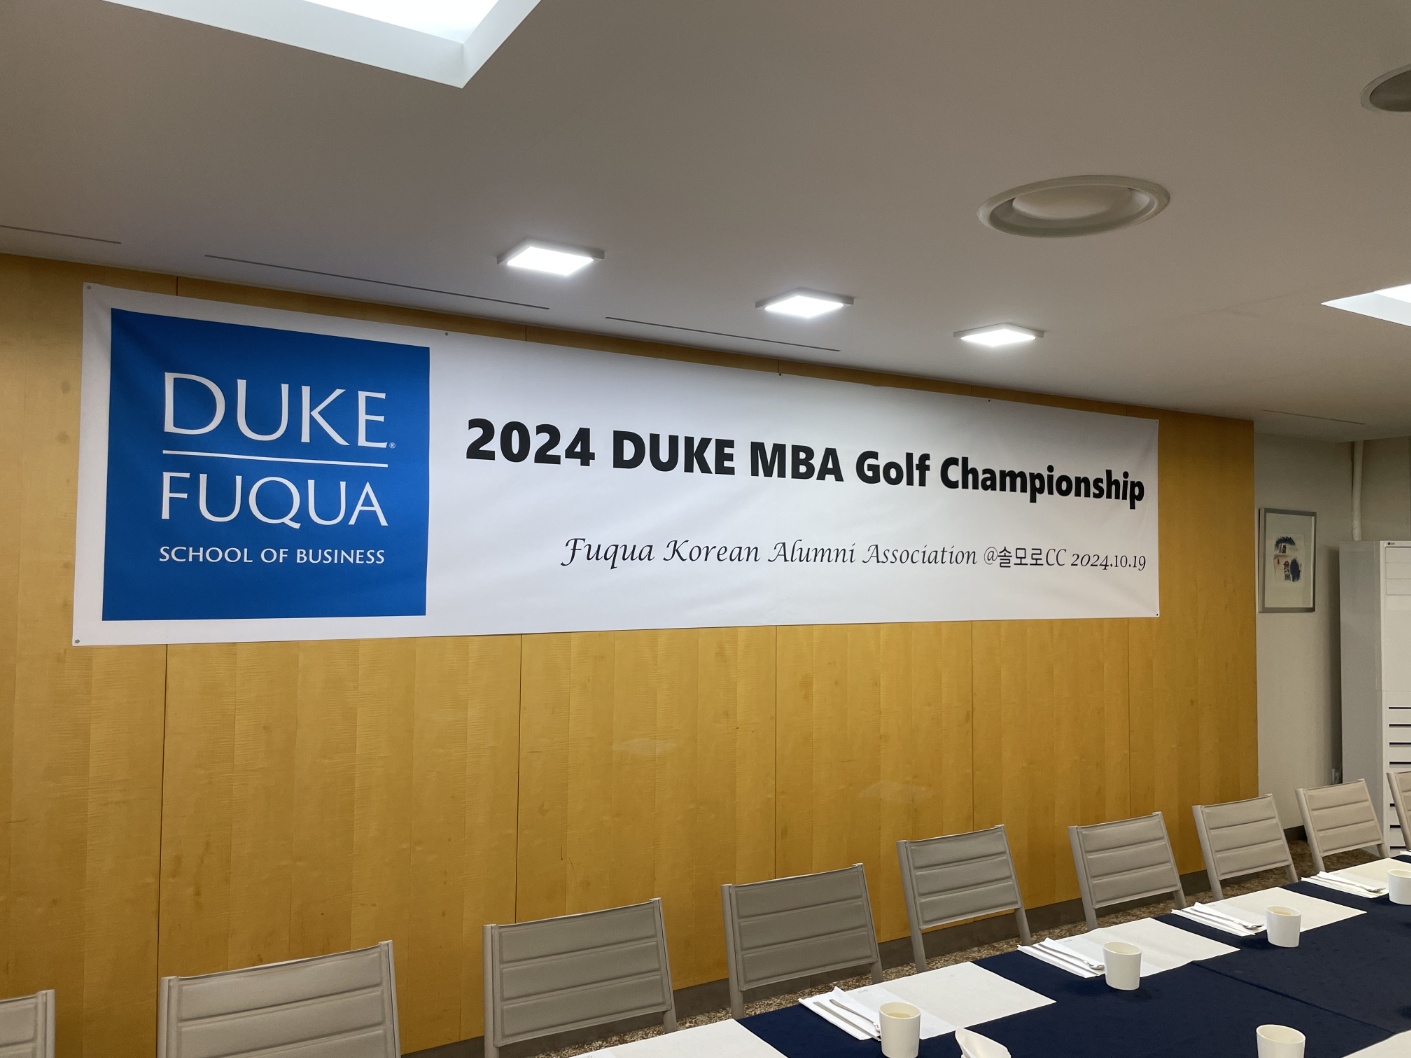 DUKE®
FUQUA
SCHOOL OF BUSINESS
2024 DUKE MBA Golf Championship
Fuqua Korean Alumni Association @솔모로CC 2024.10.19